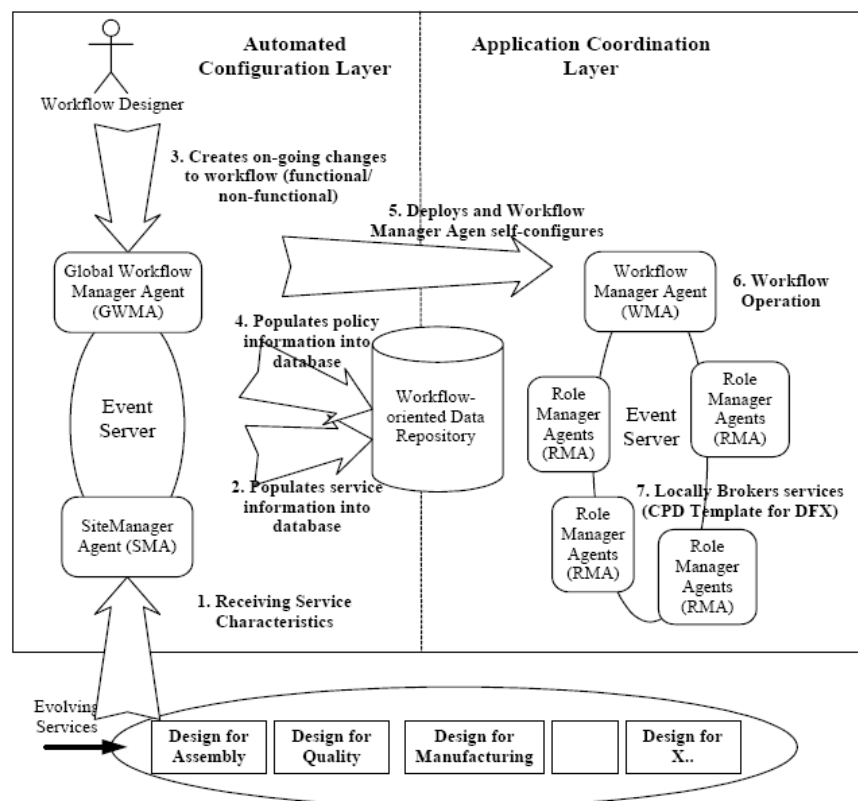 Automated
Configuration Layer
Application Coordination
Layer
Workflow Designer
3. Creates on-going changes
to workflow (functional/
non-functional)
5. Deploys and Workflow
Manager Agen self-configures
Global Workflow
Manager Agent
(GWMA)
Workflow
Manager Agent
(WMA)
6. Workflow
Operation
4. Populates policy
information into
database
Event
Server
Workflow-
oriented Data
Repository
Role
Manager
Agents
(RMA)
Event
Server
Role
Manager
Agents
(RMA)
2. Populates service
information into
database
7. Locally Brokers services
(CPD Template for DFX)
SiteManager
Agent (SMA)
Role
Manager
Agents
(RMA)
Role
Manager
Agents
(RMA)
1. Receiving Service
Characteristics
Evolving
Services
Design for
Assembly
Design for
Quality
Design for
Manufacturing
Design for
X..